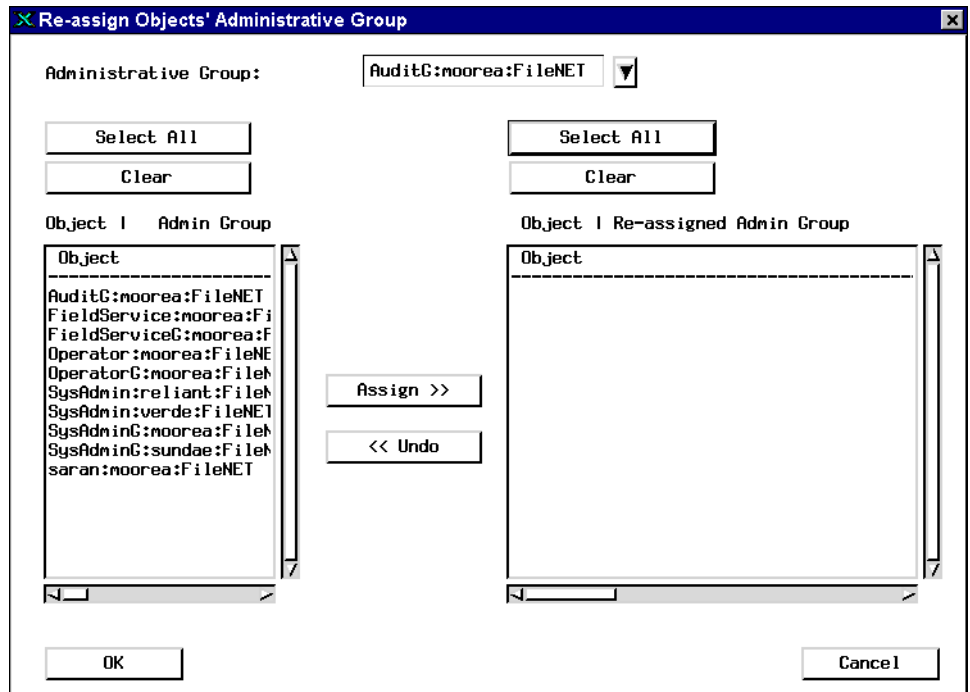 Re-assign Objects' Administrative Group
Administrative Group: AuditG:moorea:FileNET
Select All Select All
Clear Clear
Object | Admin Group Object | Re-assigned Admin Group
Object Object
AuditG:moorea:FileNET
FieldService:moorea:Fi
FieldServiceG:moorea:F
Operator:moorea:FileNE
OperatorG:moorea:FileN
SysAdmin:reliant:FileN
SysAdmin:verde:FileNET
SysAdminG:moorea:FileN
SysAdminG:sundae:FileN
saran:moorea:FileNET
Assign >>
<< Undo
OK Cancel